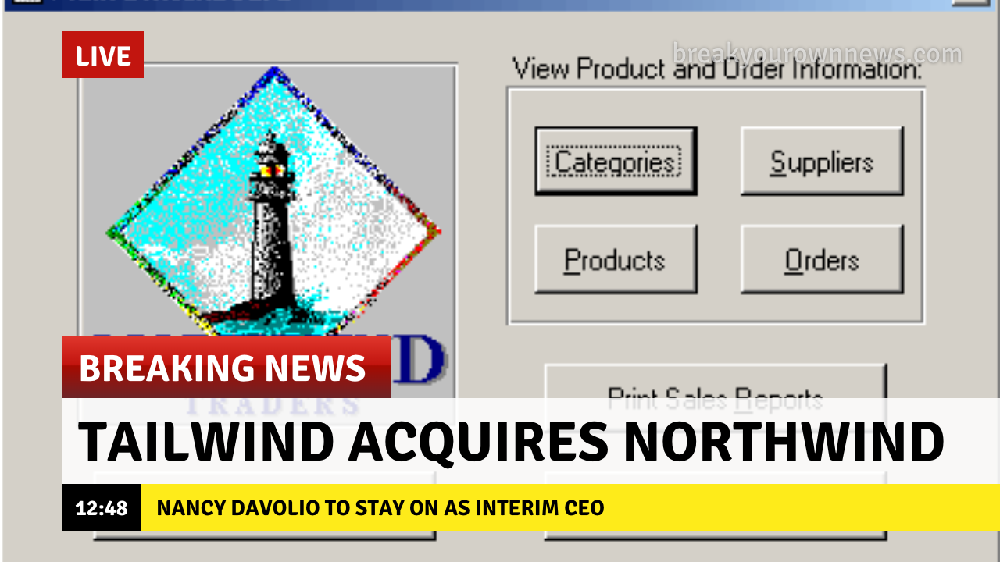 LIVE
breakyourownnews.com
View Product and Order Information:
Categories
Suppliers
Products
Orders
BREAKING NEWS
D
TRADERS
Print Sales Reports
TAILWIND ACQUIRES NORTHWIND
12:48
NANCY DAVOLIO TO STAY ON AS INTERIM CEO